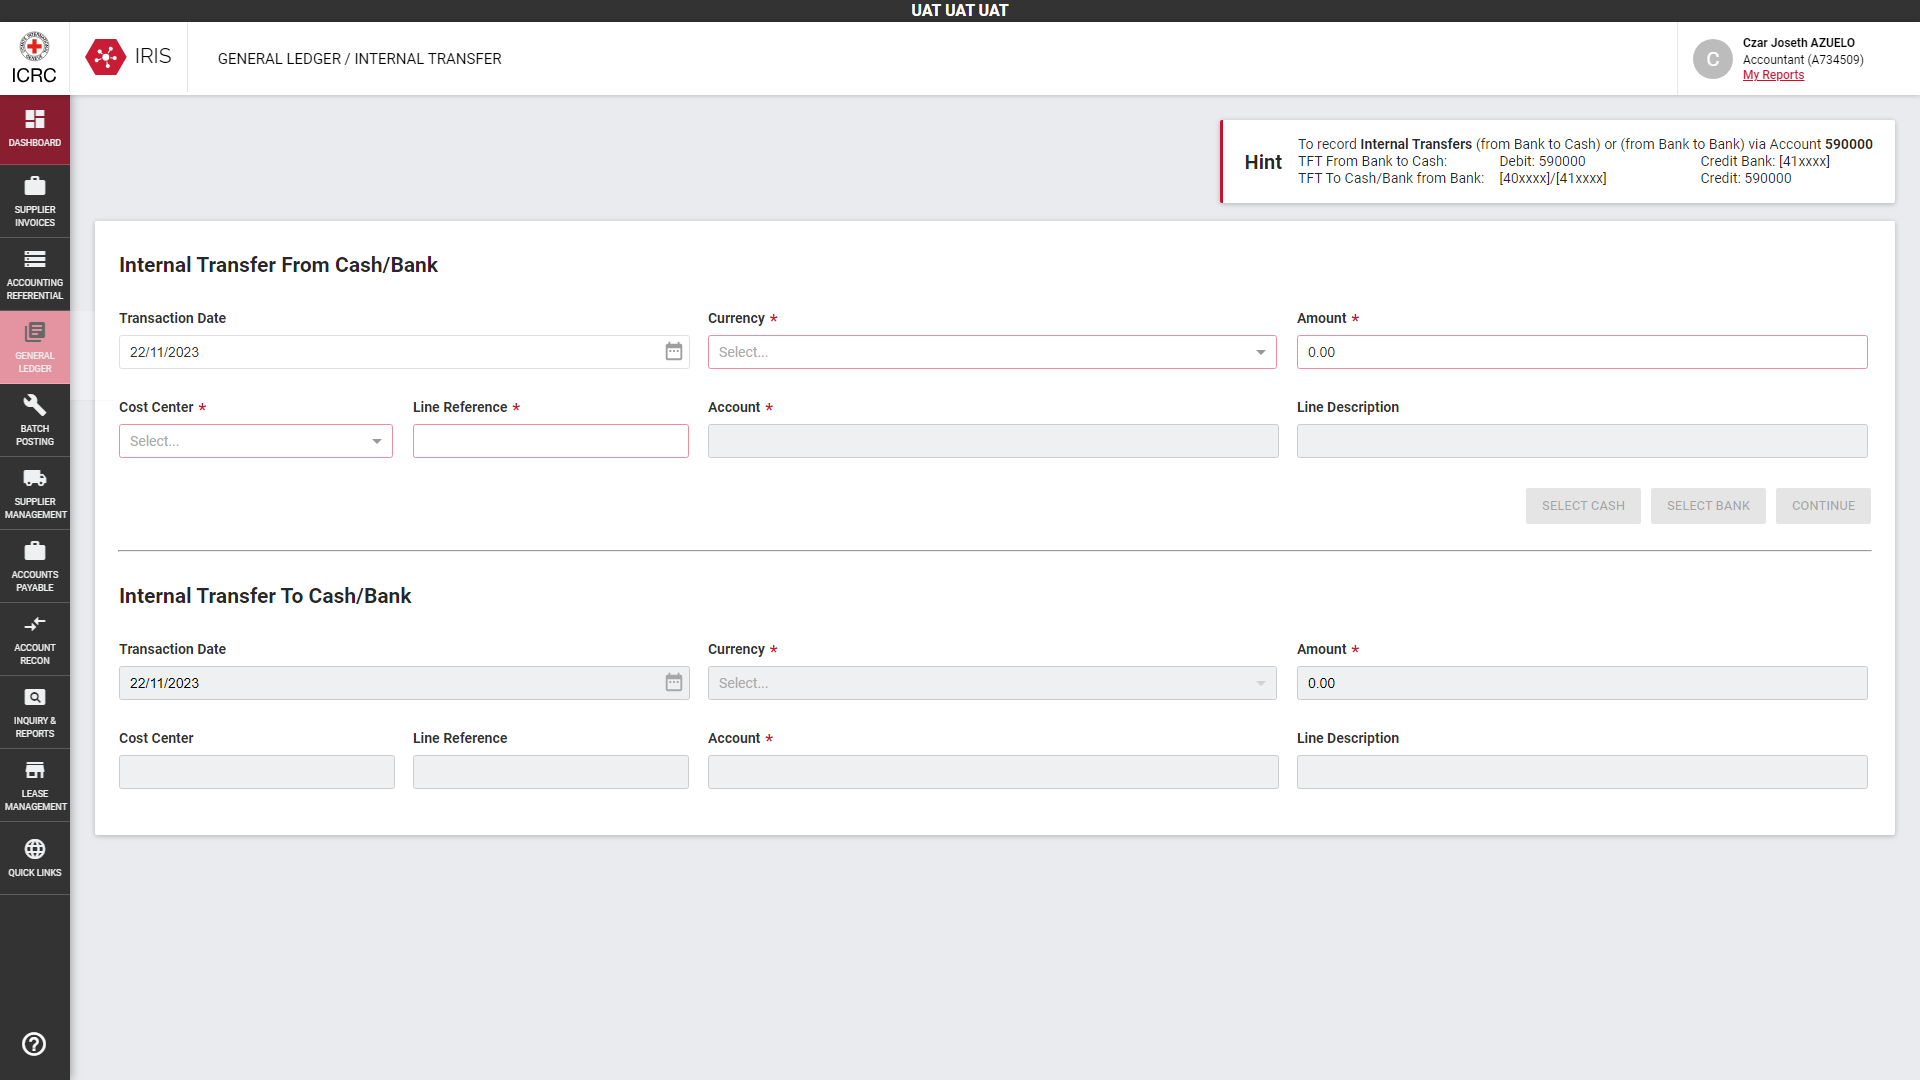 UAT UAT UAT
ICRC
IRIS
GENERAL LEDGER / INTERNAL TRANSFER
C
Czar Joseth AZUELO
Accountant (A734509)
My Reports
DASHBOARD
SUPPLIER
INVOICES
ACCOUNTING
REFERENTIAL
GENERAL
LEDGER
BATCH
POSTING
SUPPLIER
MANAGEMENT
ACCOUNTS
PAYABLE
ACCOUNT
RECON
INQUIRY &
REPORTS
LEASE
MANAGEMENT
QUICK LINKS
Hint
To record Internal Transfers (from Bank to Cash) or (from Bank to Bank) via Account 590000
TFT From Bank to Cash: Debit: 590000 Credit Bank: [41xxxx]
TFT To Cash/Bank from Bank: [40xxxx]/[41xxxx] Credit: 590000
Internal Transfer From Cash/Bank
Transaction Date Currency * Amount *
22/11/2023 Select... 0.00
Cost Center * Line Reference * Account * Line Description
Select...
SELECT CASH SELECT BANK CONTINUE
Internal Transfer To Cash/Bank
Transaction Date Currency * Amount *
22/11/2023 Select... 0.00
Cost Center Line Reference Account * Line Description